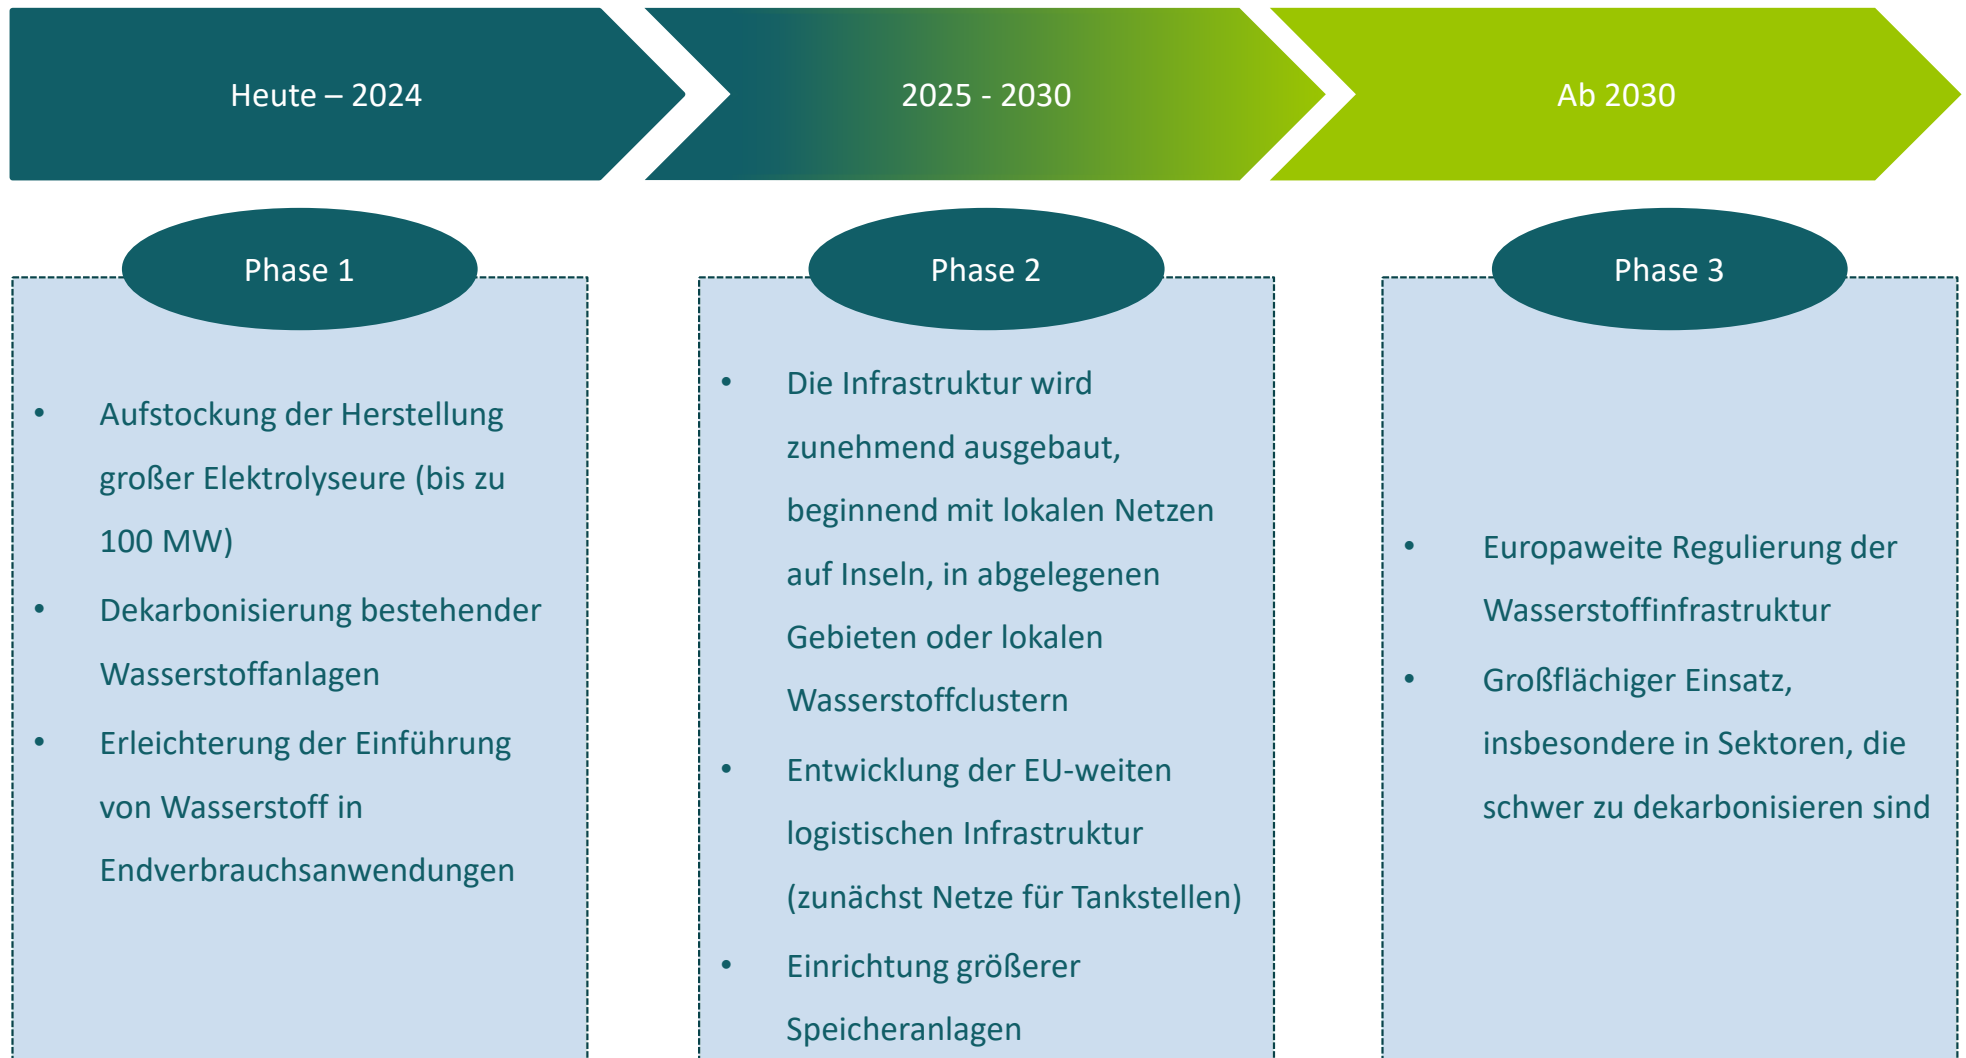 Heute – 2024
2025 - 2030
Ab 2030
Phase 1
• Aufstockung der Herstellung
großer Elektrolyseure (bis zu
100 MW)
• Dekarbonisierung bestehender
Wasserstoffanlagen
• Erleichterung der Einführung
von Wasserstoff in
Endverbrauchsanwendungen
Phase 2
• Die Infrastruktur wird
zunehmend ausgebaut,
beginnend mit lokalen Netzen
auf Inseln, in abgelegenen
Gebieten oder lokalen
Wasserstoffclustern
• Entwicklung der EU-weiten
logistischen Infrastruktur
(zunächst Netze für Tankstellen)
• Einrichtung größerer
Speicheranlagen
Phase 3
• Europaweite Regulierung der
Wasserstoffinfrastruktur
• Großflächiger Einsatz,
insbesondere in Sektoren, die
schwer zu dekarbonisieren sind